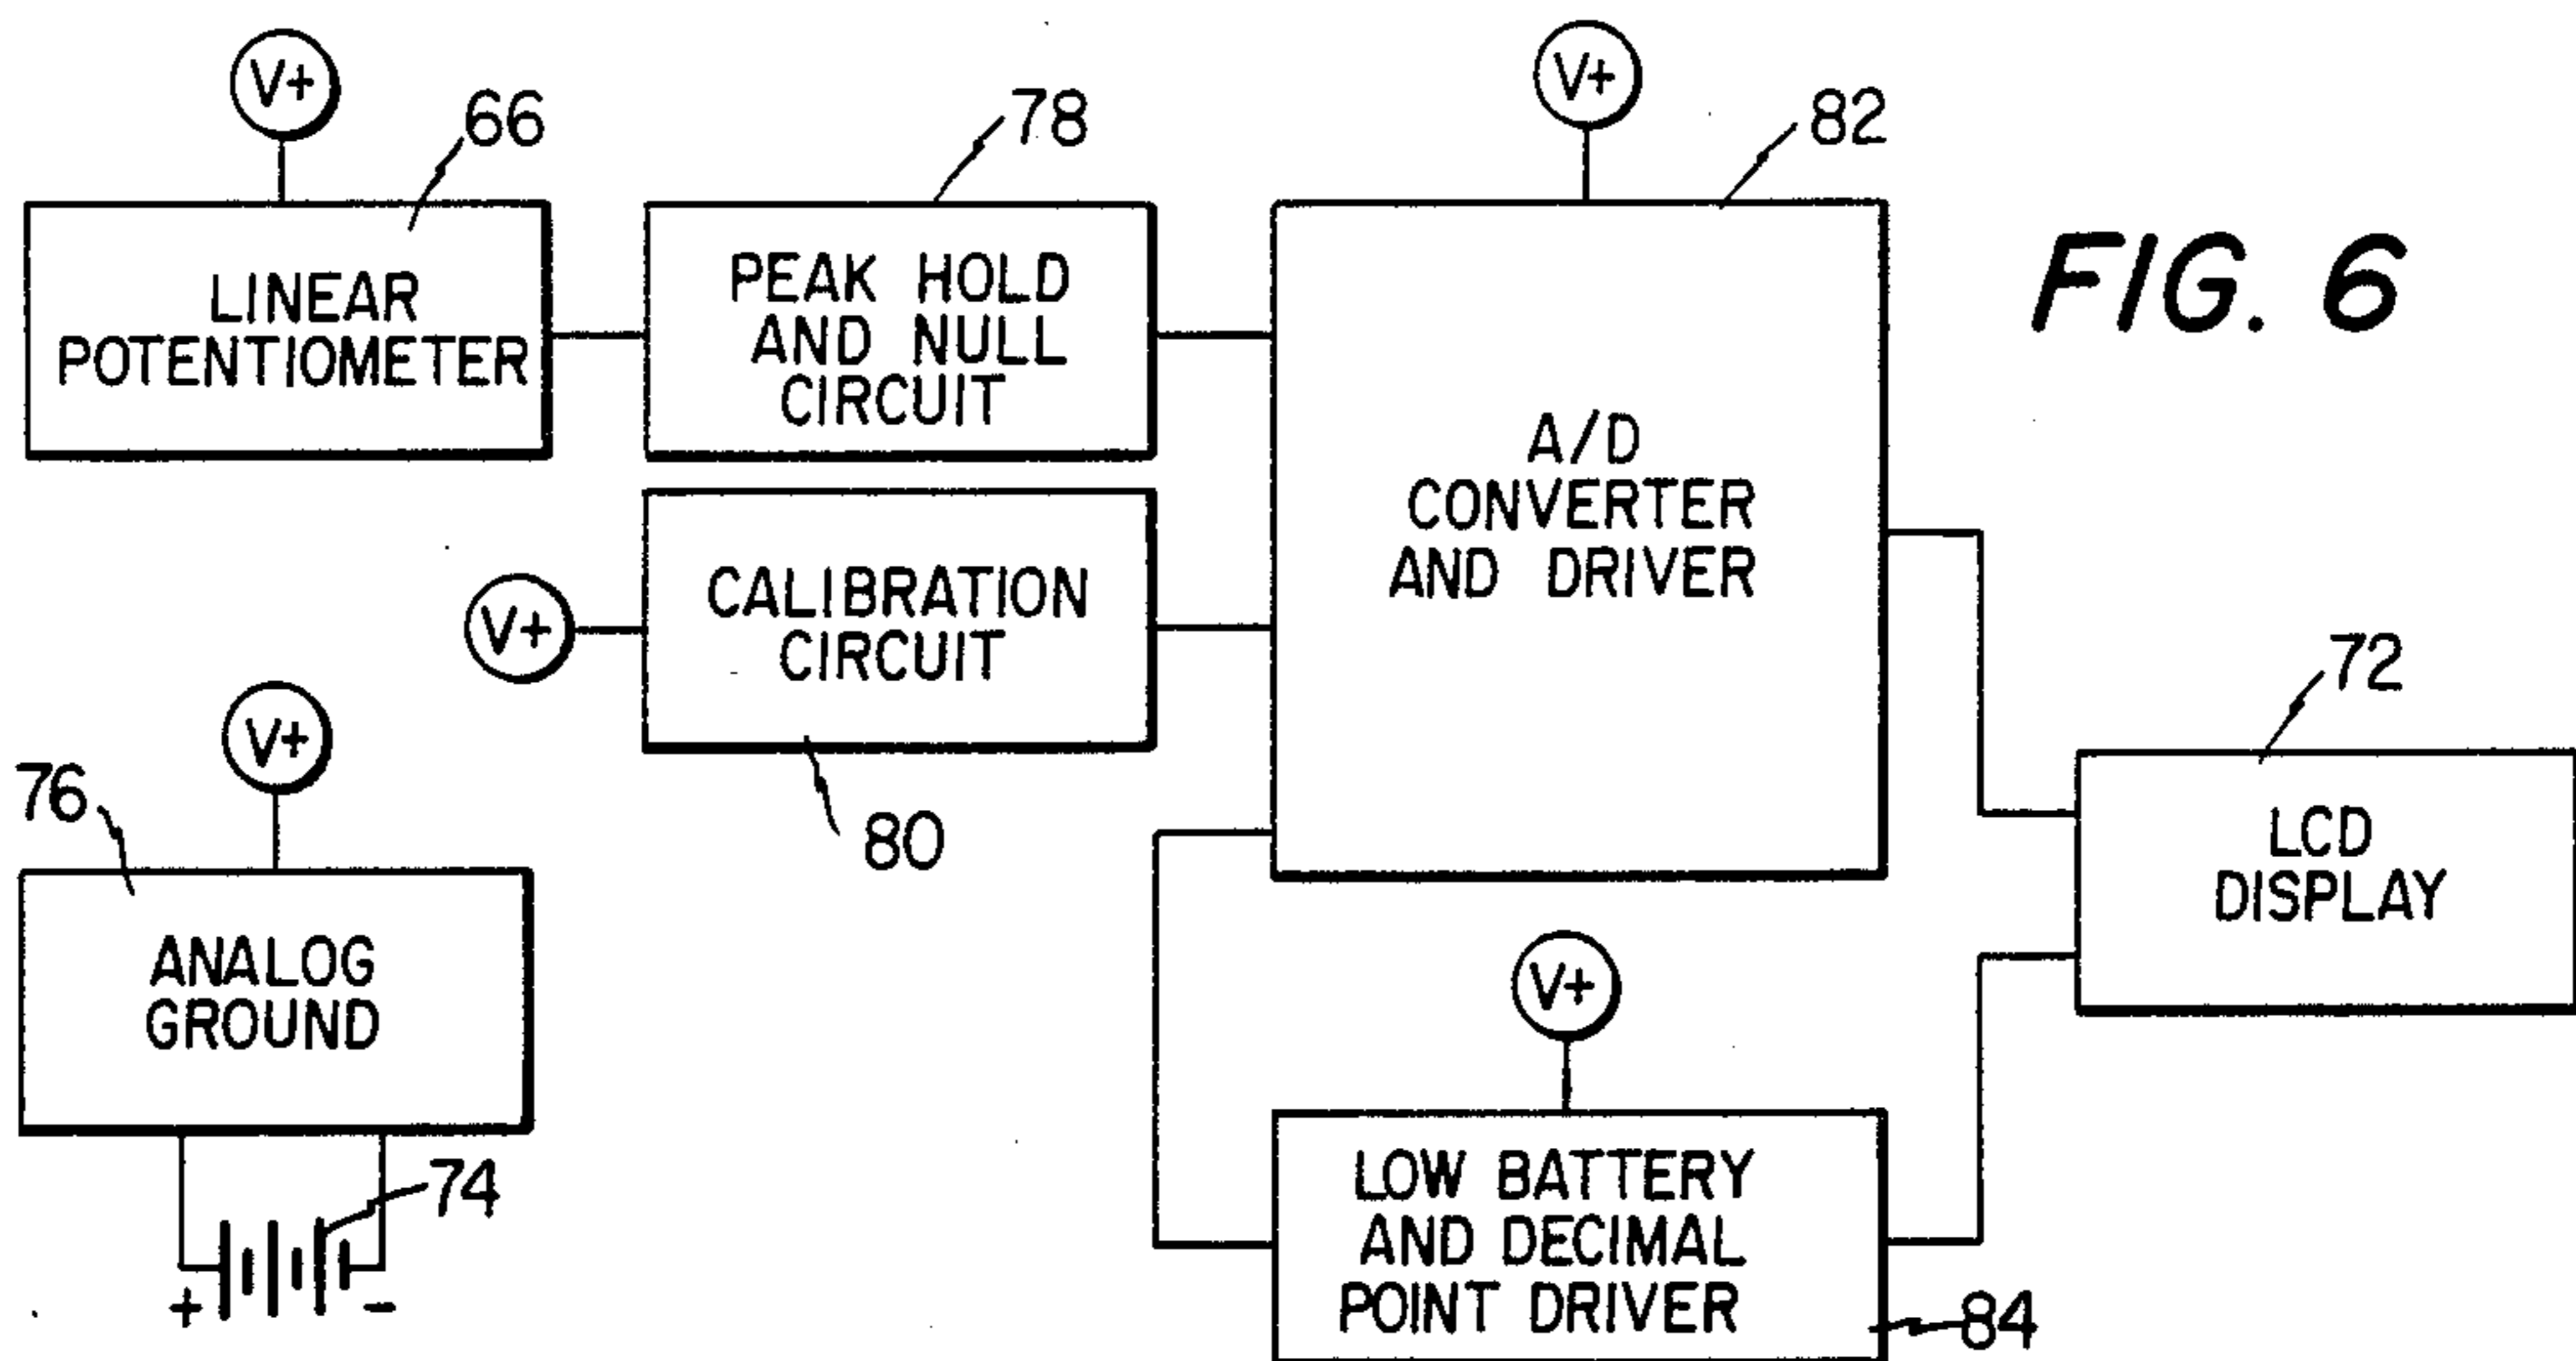 V+
66
LINEAR
POTENTIOMETER
78
PEAK HOLD
AND NULL
CIRCUIT
V+
82
A/D
CONVERTER
AND DRIVER
FIG. 6
V+
CALIBRATION
CIRCUIT
80
72
LCD
DISPLAY
V+
76
ANALOG
GROUND
74
+
-
V+
LOW BATTERY
AND DECIMAL
POINT DRIVER
84